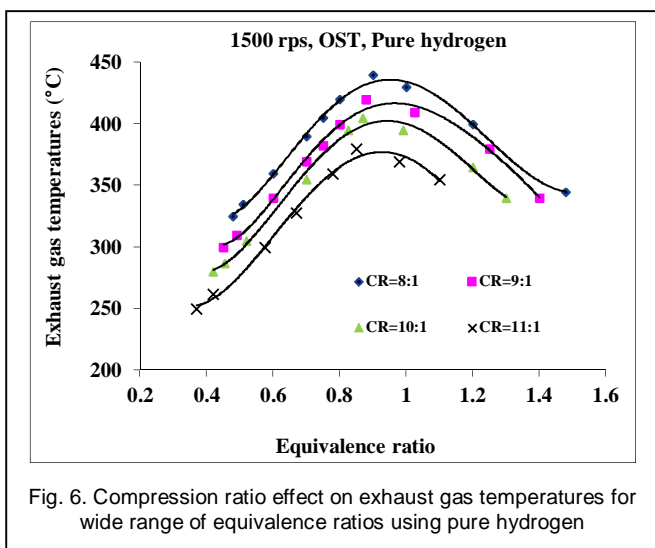 1500 rps, OST, Pure hydrogen
Exhaust gas temperatures (°C)
450
400
350
300
250
200
CR=8:1
CR=9:1
CR=10:1
CR=11:1
0.2 0.4 0.6 0.8 1 1.2 1.4 1.6
Equivalence ratio
Fig. 6. Compression ratio effect on exhaust gas temperatures for
wide range of equivalence ratios using pure hydrogen